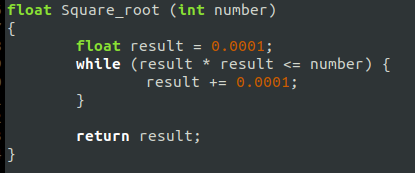 float Square_root (int number)
{
        float result = 0.0001;
        while (result * result <= number) {
                result += 0.0001;
        }

        return result;
}